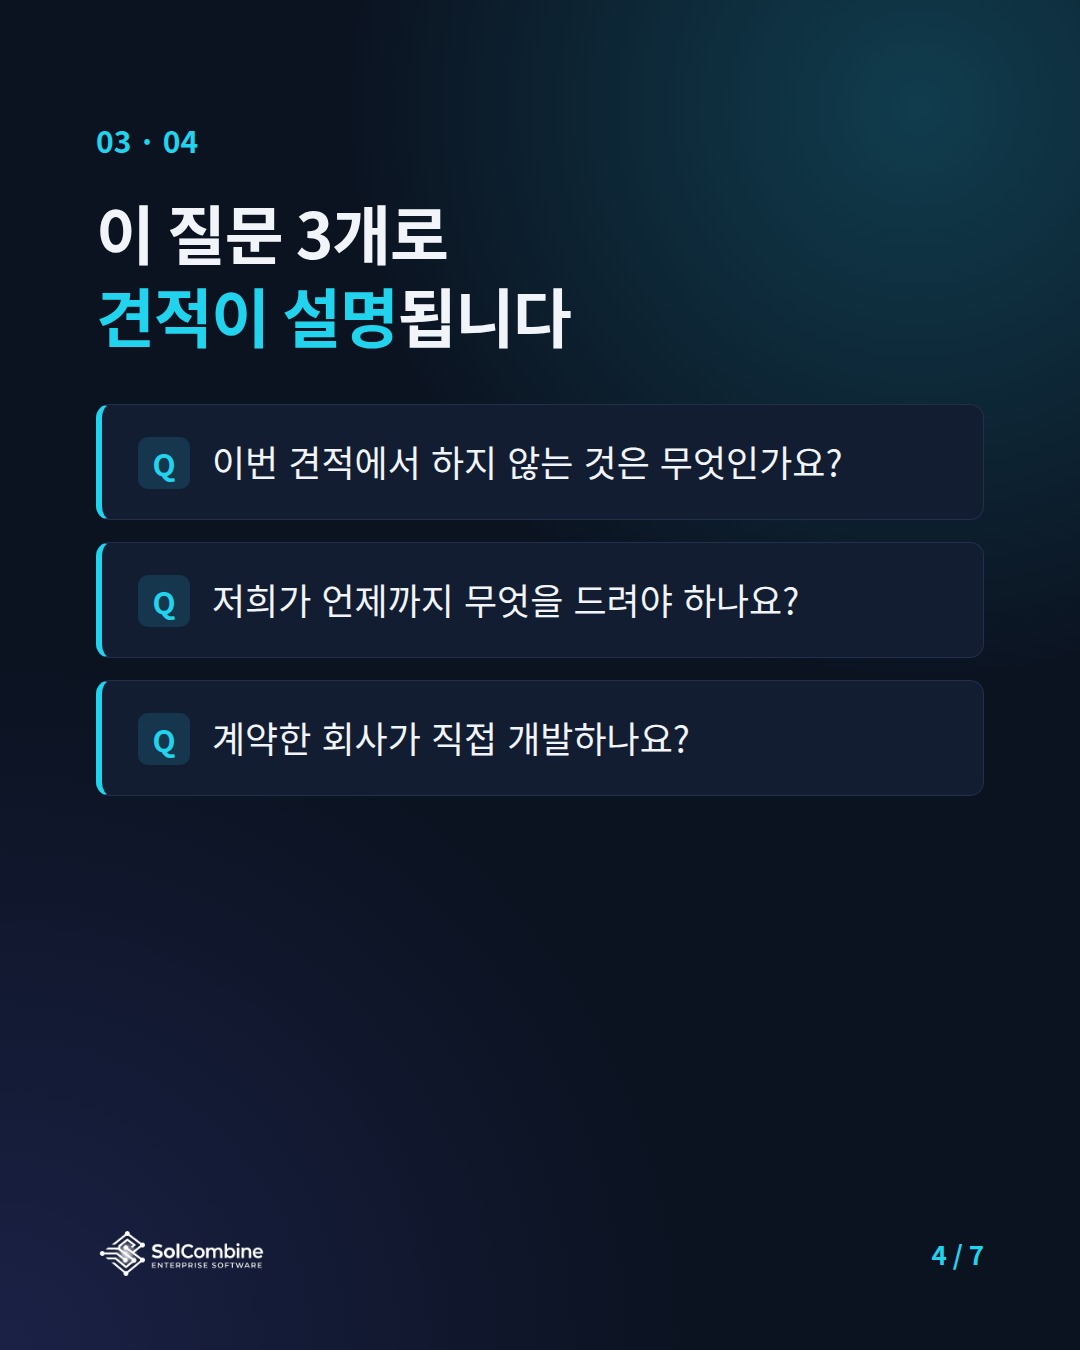 03 · 04
이 질문 3개로
견적이 설명됩니다
Q 이번 견적에서 하지 않는 것은 무엇인가요?
Q 저희가 언제까지 무엇을 드려야 하나요?
Q 계약한 회사가 직접 개발하나요?
SolCombine
ENTERPRISE SOFTWARE
4 / 7